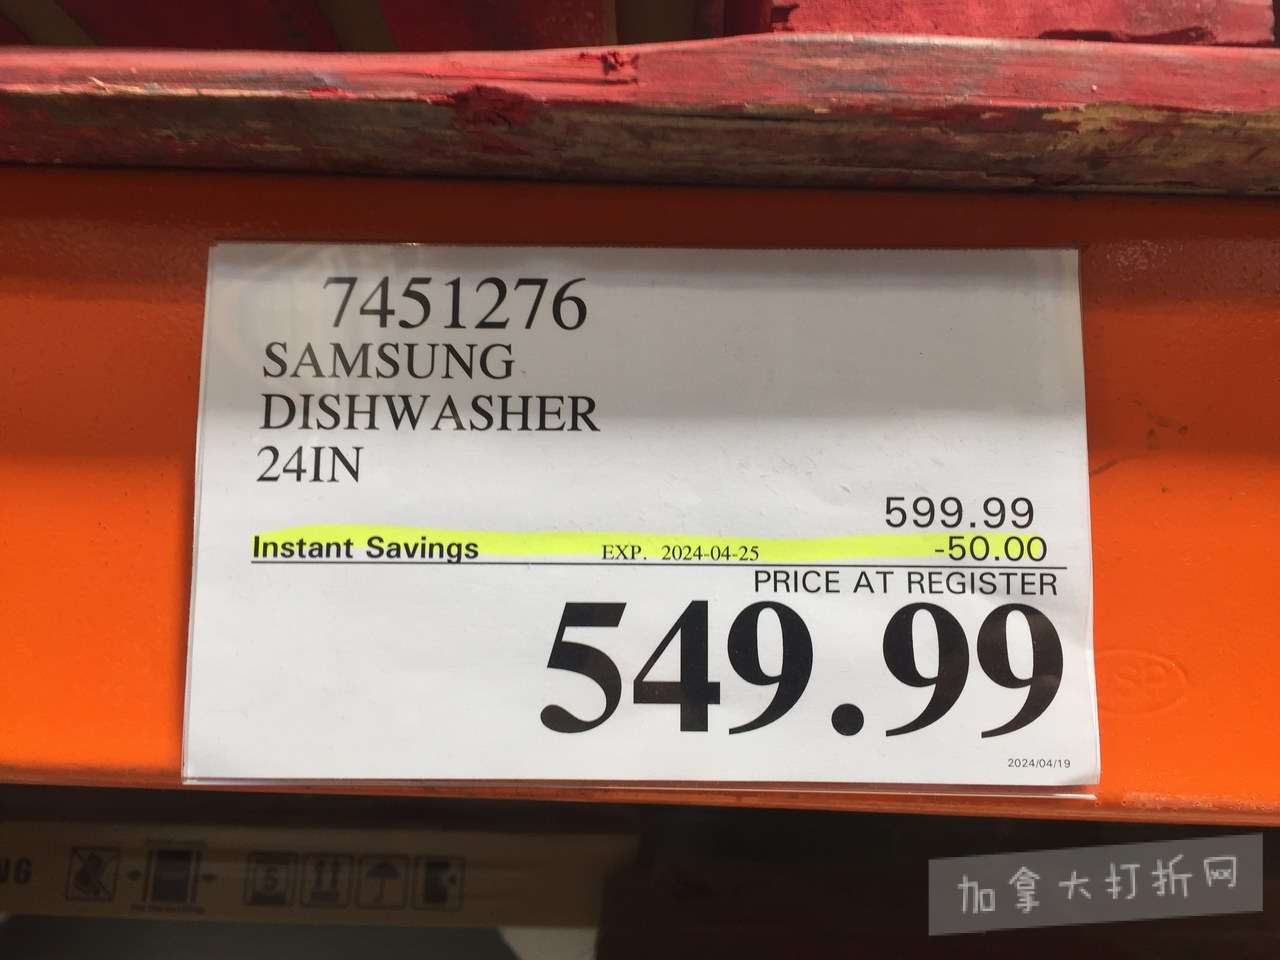 7451276
SAMSUNG
DISHWASHER
24IN
599.99
Instant Savings EXP. 2024-04-25 -50.00
PRICE AT REGISTER
549.99
2024/04/19
NG
加拿大打折网